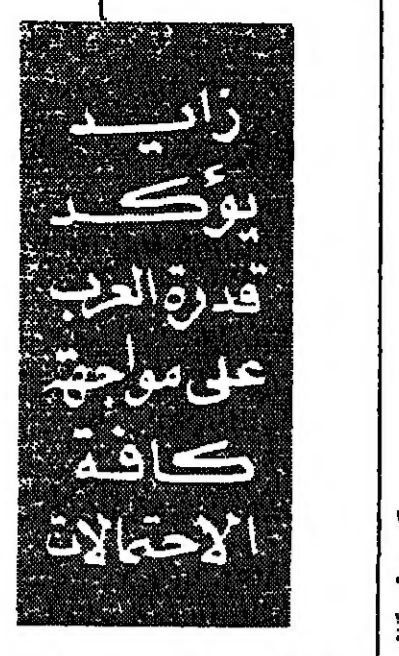 زايد
يؤكد
قدرة العرب
على مواجهة
كافة
الاحتمالات